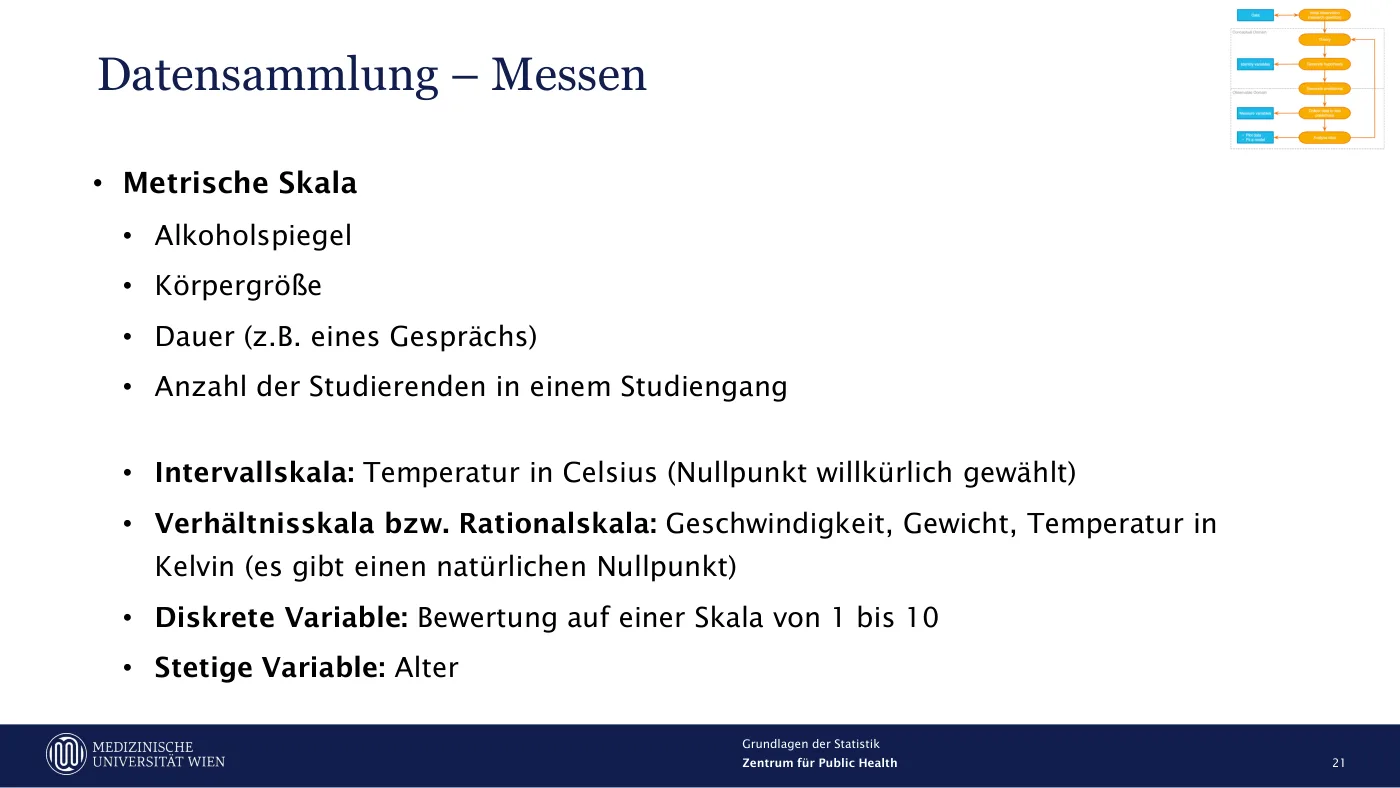 Datensammlung – Messen
• Metrische Skala
• Alkoholspiegel
• Körpergröße
• Dauer (z.B. eines Gesprächs)
• Anzahl der Studierenden in einem Studiengang
• Intervallskala: Temperatur in Celsius (Nullpunkt willkürlich gewählt)
• Verhältnisskala bzw. Rationalskala: Geschwindigkeit, Gewicht, Temperatur in
Kelvin (es gibt einen natürlichen Nullpunkt)
• Diskrete Variable: Bewertung auf einer Skala von 1 bis 10
• Stetige Variable: Alter
MEDIZINISCHE
UNIVERSITÄT WIEN
Grundlagen der Statistik
Zentrum für Public Health
21